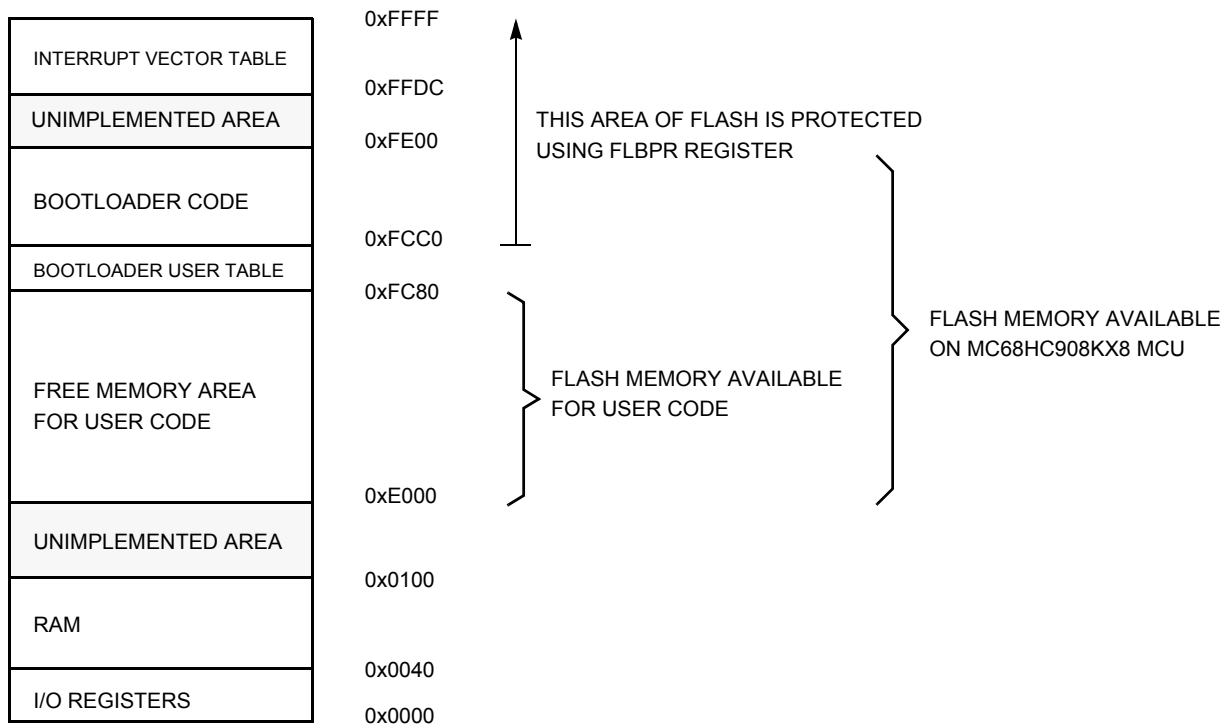 0xFFFF
INTERRUPT VECTOR TABLE
0xFFDC
UNIMPLEMENTED AREA
0xFE00
THIS AREA OF FLASH IS PROTECTED
USING FLBPR REGISTER
BOOTLOADER CODE
0xFCC0
BOOTLOADER USER TABLE
0xFC80
FLASH MEMORY AVAILABLE
ON MC68HC908KX8 MCU
FREE MEMORY AREA
FOR USER CODE
FLASH MEMORY AVAILABLE
FOR USER CODE
0xE000
UNIMPLEMENTED AREA
0x0100
RAM
0x0040
I/O REGISTERS
0x0000